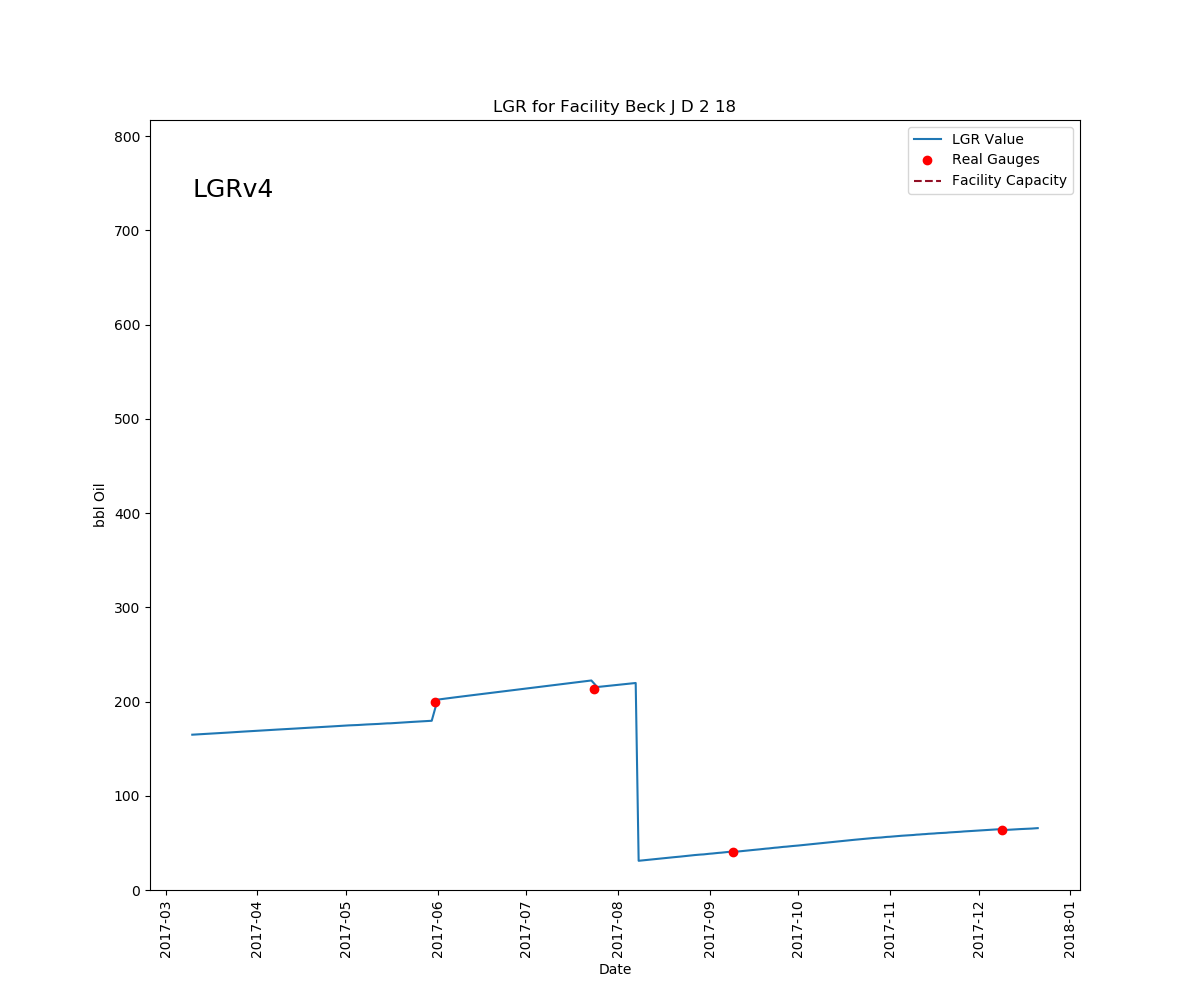 LGR for Facility Beck J D 2 18
LGRv4
LGR Value
Real Gauges
Facility Capacity
800
700
600
500
400
300
200
100
0
bbl Oil
2017-03
2017-04
2017-05
2017-06
2017-07
2017-08
2017-09
2017-10
2017-11
2017-12
2018-01
Date